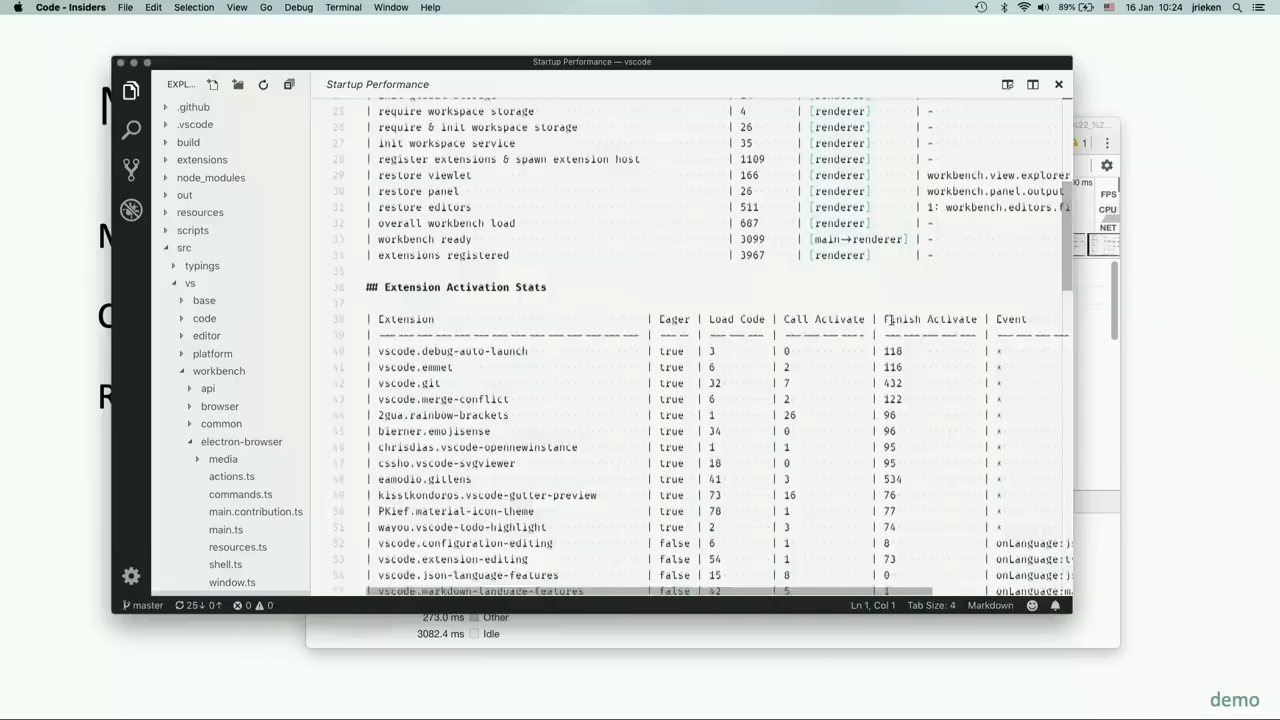 Code - Insiders File Edit Selection View Go Debug Terminal Window Help 89% 16 Jan 10:24 jrieken
Startup Performance — vscode
EXPL... Startup Performance
.github
.vscode
build
extensions
node_modules
out
resources
scripts
src
typings
vs
base
code
editor
platform
workbench
api
browser
common
electron-browser
media
actions.ts
commands.ts
main.contribution.ts
main.ts
resources.ts
shell.ts
window.ts
25 | require workspace storage | 4 | [renderer] | -
26 | require & init workspace storage | 26 | [renderer] | -
27 | init workspace service | 35 | [renderer] | -
28 | register extensions & spawn extension host | 1109 | [renderer] | -
29 | restore viewlet | 166 | [renderer] | workbench.view.explorer
30 | restore panel | 26 | [renderer] | workbench.panel.output
31 | restore editors | 511 | [renderer] | 1: workbench.editors.fi
32 | overall workbench load | 687 | [renderer] | -
33 | workbench ready | 3099 | [main->renderer] | -
34 | extensions registered | 3967 | [renderer] | -
35
36 ## Extension Activation Stats
37
38 | Extension | Eager | Load Code | Call Activate | Finish Activate | Event
40 | vscode.debug-auto-launch | true | 3 | 0 | 118 | *
41 | vscode.emmet | true | 6 | 2 | 116 | *
42 | vscode.git | true | 32 | 7 | 432 | *
43 | vscode.merge-conflict | true | 6 | 2 | 122 | *
44 | 2gua.rainbow-brackets | true | 1 | 26 | 96 | *
45 | bierner.emojisense | true | 34 | 0 | 96 | *
46 | chrisdias.vscode-opennewinstance | true | 1 | 1 | 95 | *
47 | cssho.vscode-svgviewer | true | 18 | 0 | 95 | *
48 | eamodio.gitlens | true | 41 | 3 | 534 | *
49 | kisstkondoros.vscode-gutter-preview | true | 73 | 16 | 76 | *
50 | PKief.material-icon-theme | true | 78 | 1 | 77 | *
51 | wayou.vscode-todo-highlight | true | 2 | 3 | 74 | *
52 | vscode.configuration-editing | false | 6 | 1 | 8 | onLanguage:js
53 | vscode.extension-editing | false | 54 | 1 | 73 | onLanguage:t
54 | vscode.json-language-features | false | 15 | 8 | 0 | onLanguage:js
| vscode.markdown-language-features | false | 42 | 5 | 1 | onLanguage:m
master 25↓ 0↑ 0 0 Ln 1, Col 1 Tab Size: 4 Markdown
1
00 ms
FPS
CPU
NET
273.0 ms Other
3082.4 ms Idle
demo